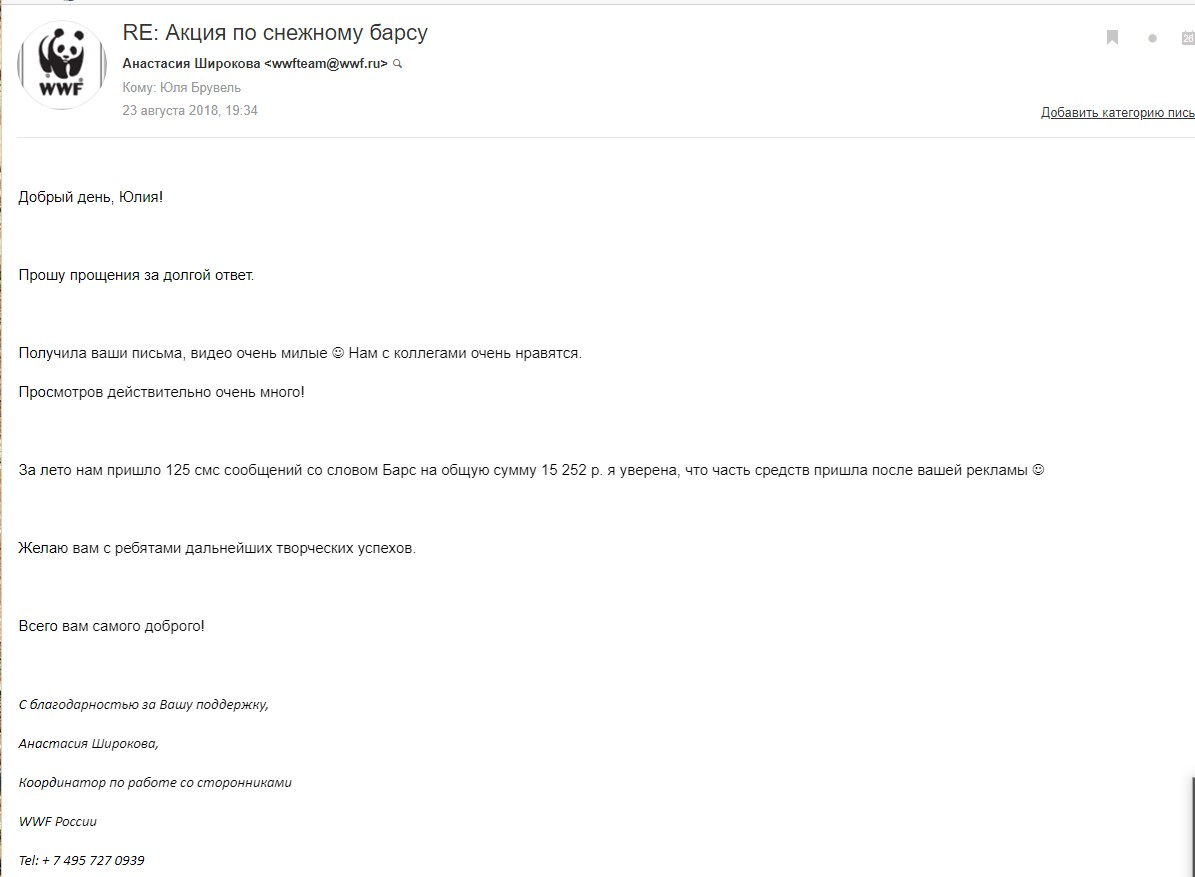 WWF
RE: Акция по снежному барсу
Анастасия Широкова <wwfteam@wwf.ru>
Кому: Юля Брувель
23 августа 2018, 19:34
26
Добавить категорию пись
Добрый день, Юлия!
Прошу прощения за долгой ответ.
Получила ваши письма, видео очень милые ☺ Нам с коллегами очень нравятся.
Просмотров действительно очень много!
За лето нам пришло 125 смс сообщений со словом Барс на общую сумму 15 252 р. я уверена, что часть средств пришла после вашей рекламы ☺
Желаю вам с ребятами дальнейших творческих успехов.
Всего вам самого доброго!
С благодарностью за Вашу поддержку,
Анастасия Широкова,
Координатор по работе со сторонниками
WWF России
Tel: + 7 495 727 0939